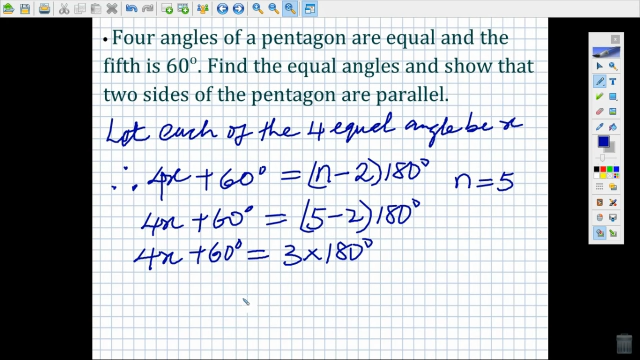 • Four angles of a pentagon are equal and the
fifth is 60°. Find the equal angles and show that
two sides of the pentagon are parallel.
Let each of the 4 equal angle be x
∴ 4x + 60° = (n - 2) 180° n = 5
4x + 60° = (5 - 2) 180°
4x + 60° = 3 × 180°